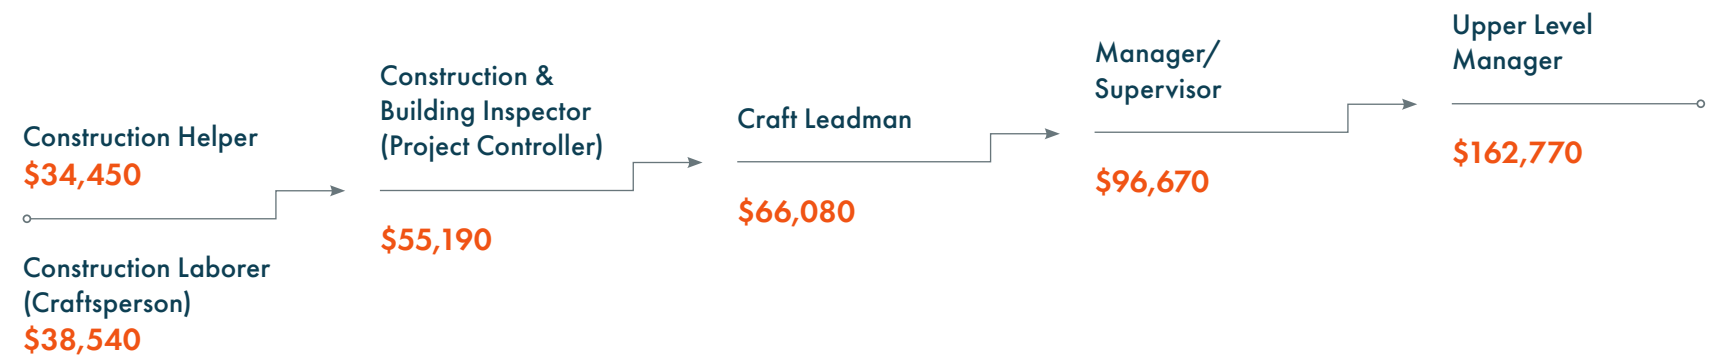 Construction Helper
$34,450
Construction Laborer
(Craftsperson)
$38,540
Construction &
Building Inspector
(Project Controller)
$55,190
Craft Leadman
$66,080
Manager/
Supervisor
$96,670
Upper Level
Manager
$162,770